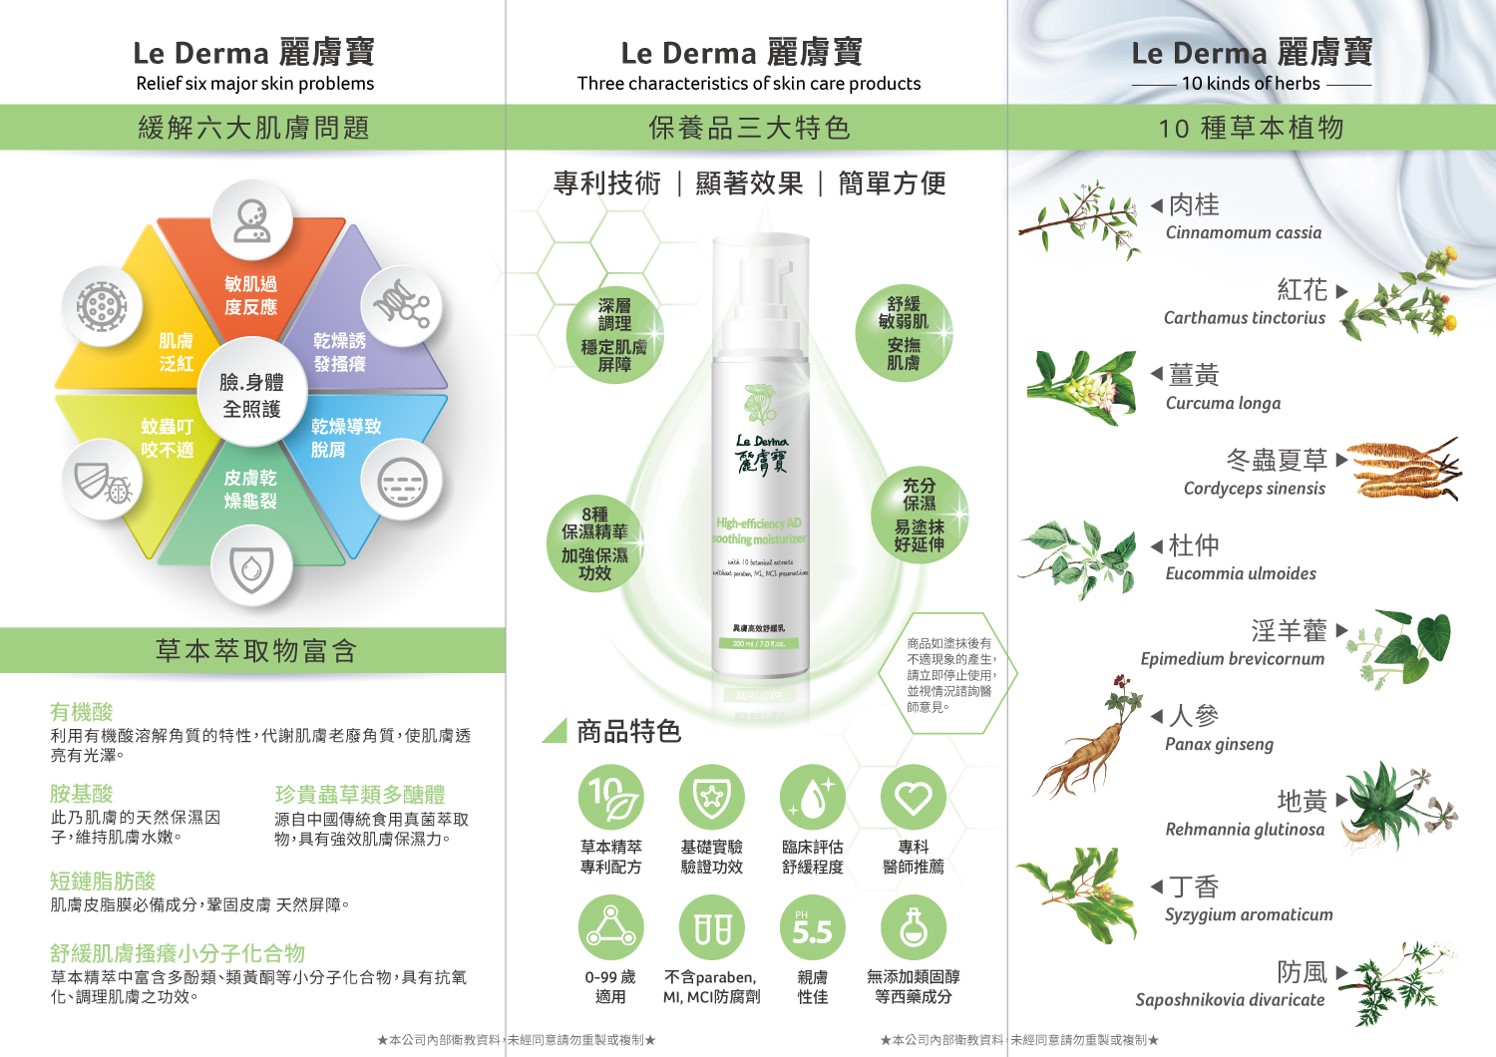 Le Derma 麗膚寶
Relief six major skin problems
緩解六大肌膚問題
敏肌過
度反應
肌膚
泛紅
乾燥誘
發搔癢
臉.身體
全照護
蚊蟲叮
咬不適
乾燥導致
脫屑
皮膚乾
燥龜裂
草本萃取物富含
有機酸
利用有機酸溶解角質的特性,代謝肌膚老廢角質,使肌膚透
亮有光澤。
胺基酸
此乃肌膚的天然保濕因
子,維持肌膚水嫩。
珍貴蟲草類多醣體
源自中國傳統食用真菌萃取
物,具有強效肌膚保濕力。
短鏈脂肪酸
肌膚皮脂膜必備成分,鞏固皮膚 天然屏障。
舒緩肌膚搔癢小分子化合物
草本精萃中富含多酚類、類黃酮等小分子化合物,具有抗氧
化、調理肌膚之功效。
Le Derma 麗膚寶
Three characteristics of skin care products
保養品三大特色
專利技術 | 顯著效果 | 簡單方便
深層
調理
穩定肌膚
屏障
舒緩
敏弱肌
安撫
肌膚
8種
保濕精華
加強保濕
功效
充分
保濕
易塗抹
好延伸
Le Derma
麗膚寶
High-efficiency AD
soothing moisturizer
with 10 botanical extracts
without paraben, MI, MCI preservatives
異膚高效舒緩乳
200 ml / 7.0 fl.oz.
商品如塗抹後有
不適現象的產生,
請立即停止使用,
並視情況諮詢醫
師意見。
商品特色
10
草本精萃
專利配方
基礎實驗
驗證功效
臨床評估
舒緩程度
專科
醫師推薦
0-99 歲
適用
不含paraben,
MI, MCI防腐劑
PH
5.5
親膚
性佳
無添加類固醇
等西藥成分
Le Derma 麗膚寶
10 kinds of herbs
10 種草本植物
肉桂
Cinnamomum cassia
紅花
Carthamus tinctorius
薑黃
Curcuma longa
冬蟲夏草
Cordyceps sinensis
杜仲
Eucommia ulmoides
淫羊藿
Epimedium brevicornum
人參
Panax ginseng
地黃
Rehmannia glutinosa
丁香
Syzygium aromaticum
防風
Saposhnikovia divaricate
★本公司內部衛教資料,未經同意請勿重製或複制★
★本公司內部衛教資料,未經同意請勿重製或複制★